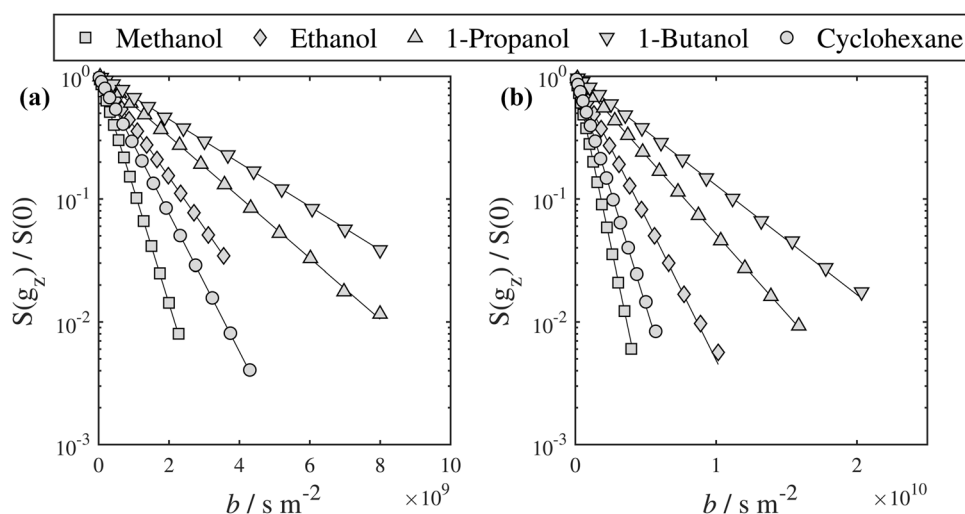 Methanol Ethanol 1-Propanol 1-Butanol Cyclohexane
(a)
10^0
10^-1
10^-2
10^-3
S(g_z) / S(0)
0 2 4 6 8 10
b / s m^-2
×10^9
(b)
10^0
10^-1
10^-2
10^-3
S(g_z) / S(0)
0 1 2
b / s m^-2
×10^10